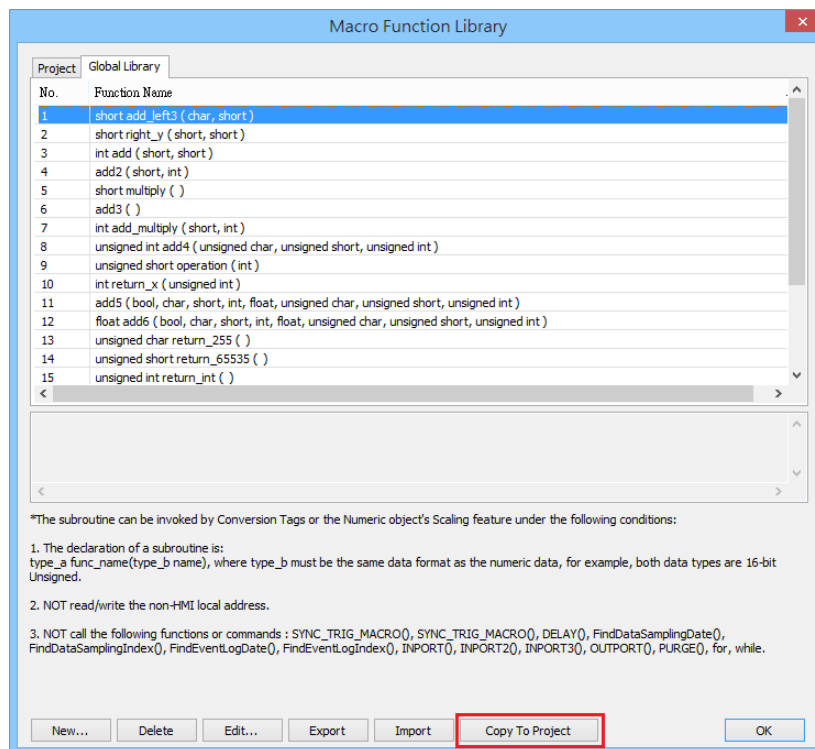 Macro Function Library
Project Global Library
No. Function Name
1 short add_left3 ( char, short )
2 short right_y ( short, short )
3 int add ( short, short )
4 add2 ( short, int )
5 short multiply ( )
6 add3 ( )
7 int add_multiply ( short, int )
8 unsigned int add4 ( unsigned char, unsigned short, unsigned int )
9 unsigned short operation ( int )
10 int return_x ( unsigned int )
11 add5 ( bool, char, short, int, float, unsigned char, unsigned short, unsigned int )
12 float add6 ( bool, char, short, int, float, unsigned char, unsigned short, unsigned int )
13 unsigned char return_255 ( )
14 unsigned short return_65535 ( )
15 unsigned int return_int ( )
*The subroutine can be invoked by Conversion Tags or the Numeric object's Scaling feature under the following conditions:
1. The declaration of a subroutine is:
type_a func_name(type_b name), where type_b must be the same data format as the numeric data, for example, both data types are 16-bit
Unsigned.
2. NOT read/write the non-HMI local address.
3. NOT call the following functions or commands : SYNC_TRIG_MACRO(), SYNC_TRIG_MACRO(), DELAY(), FindDataSamplingDate(),
FindDataSamplingIndex(), FindEventLogDate(), FindEventLogIndex(), INPORT(), INPORT2(), INPORT3(), OUTPORT(), PURGE(), for, while.
New... Delete Edit... Export Import Copy To Project OK